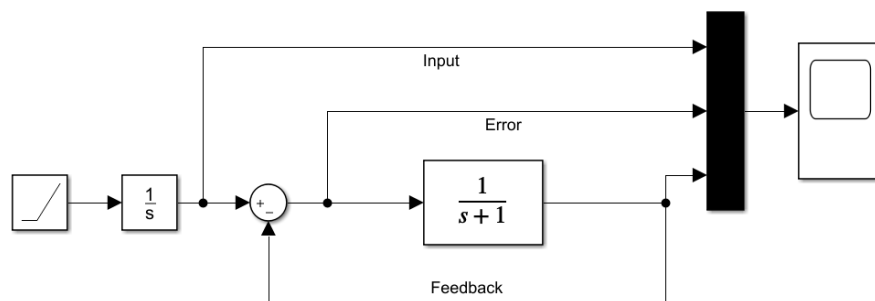 Input
Error
1
s
+
−
1
s + 1
Feedback